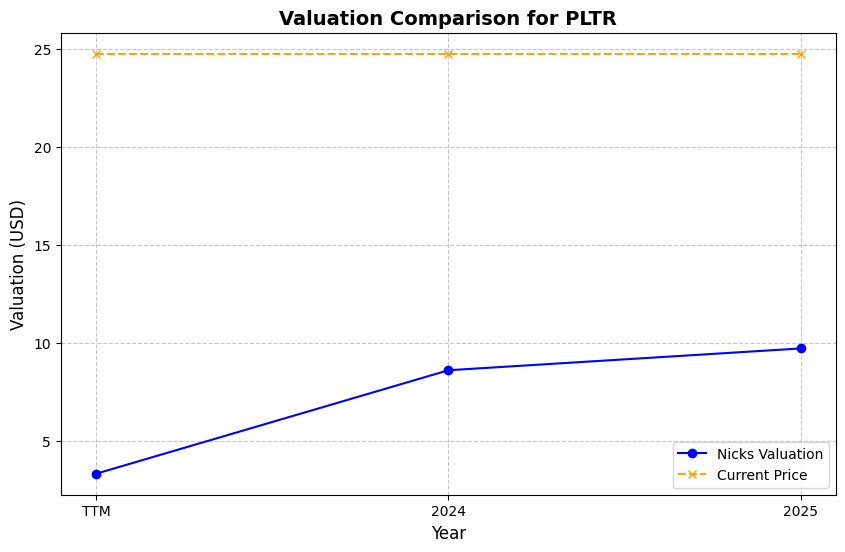 Valuation Comparison for PLTR
Valuation (USD)
25
20
15
10
5
Nicks Valuation
Current Price
TTM
2024
2025
Year